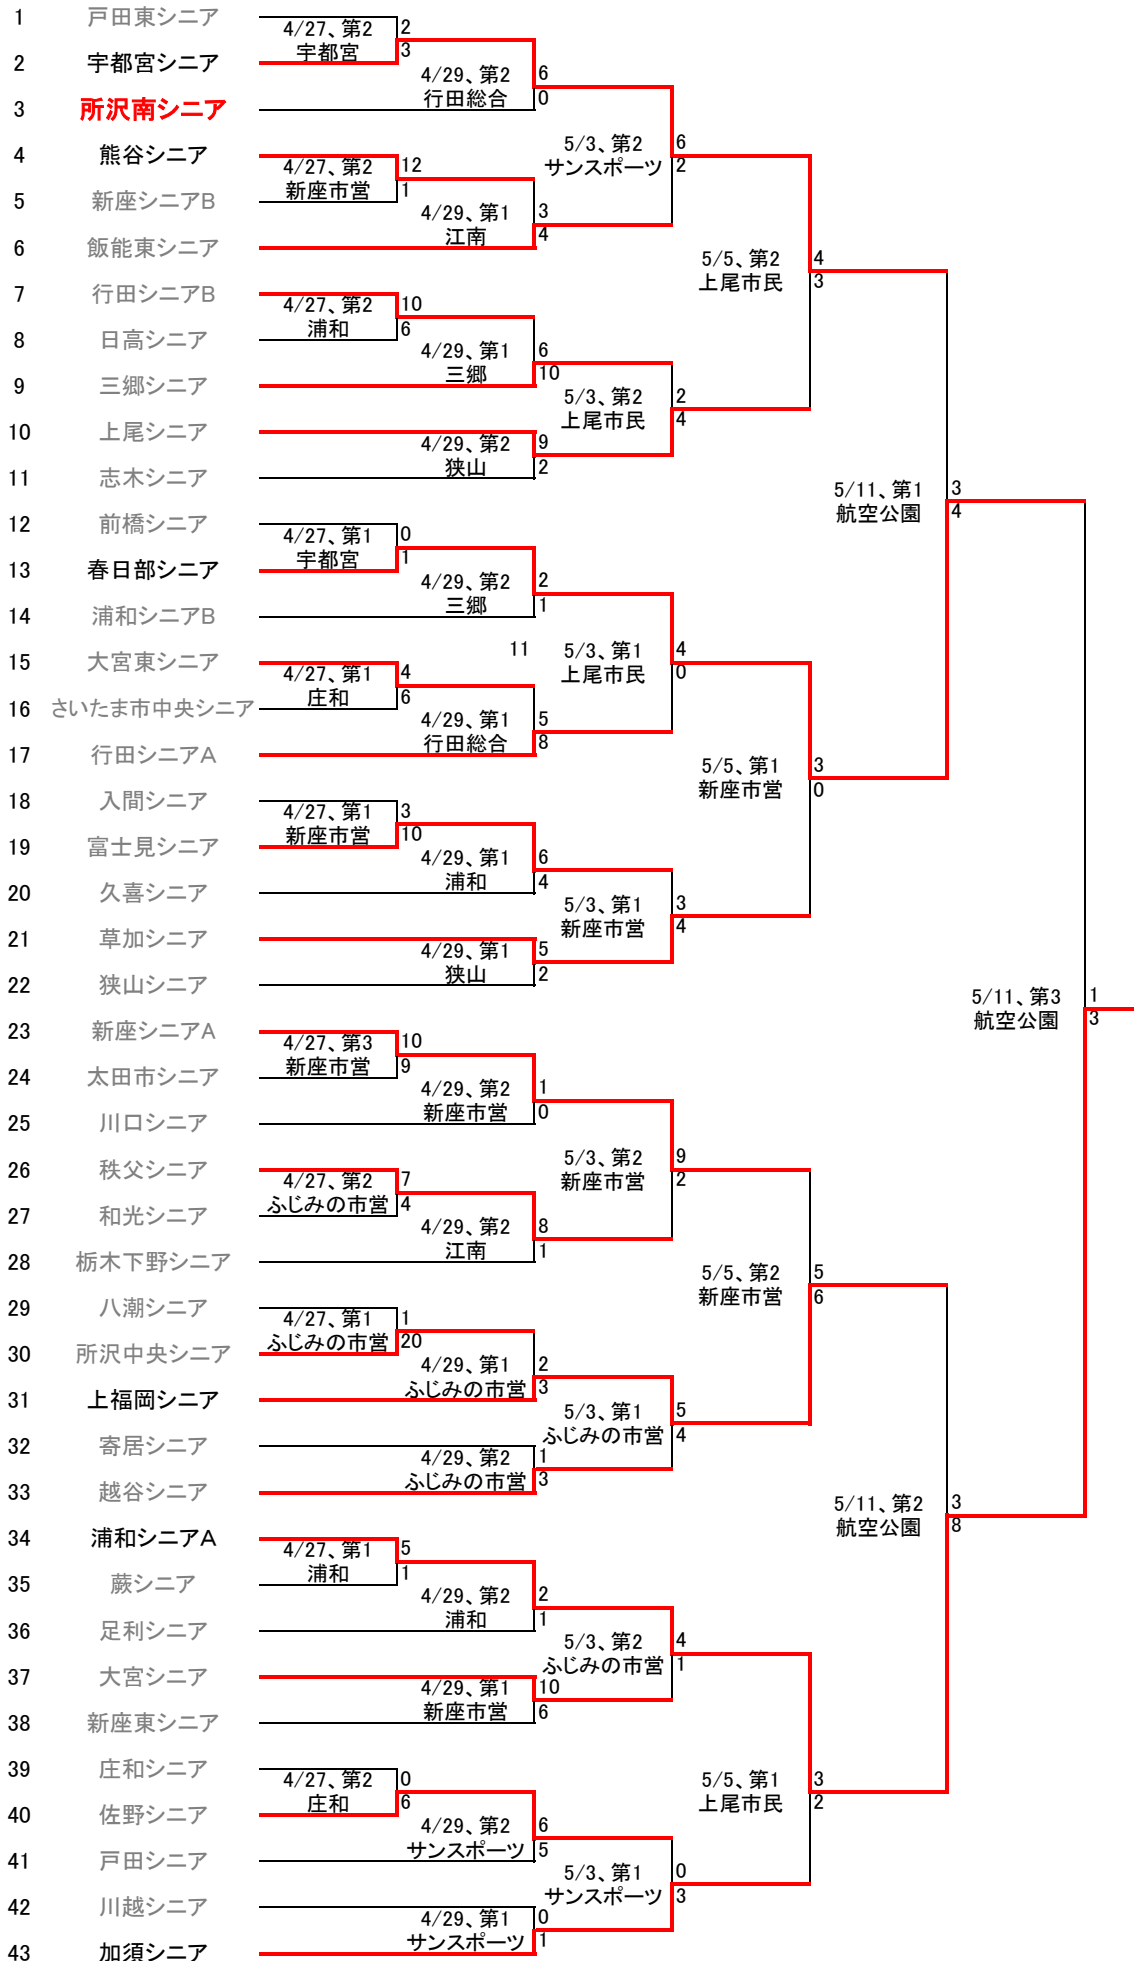 1 戸田東シニア
4/27、第2 2
宇都宮 3
2 宇都宮シニア
4/29、第2 6
行田総合 0
3 所沢南シニア
5/3、第2 6
サンスポーツ 2
4 熊谷シニア
4/27、第2 12
新座市営 1
5 新座シニアB
4/29、第1 3
江南 4
6 飯能東シニア
5/5、第2 4
上尾市民 3
7 行田シニアB
4/27、第2 10
浦和 6
8 日高シニア
4/29、第1 6
三郷 10
9 三郷シニア
5/3、第2 2
上尾市民 4
10 上尾シニア
4/29、第2 9
狭山 2
11 志木シニア
5/11、第1 3
航空公園 4
12 前橋シニア
4/27、第1 0
宇都宮 1
13 春日部シニア
4/29、第2 2
三郷 1
14 浦和シニアB
11
5/3、第1 4
上尾市民 0
15 大宮東シニア
4/27、第1 4
庄和 6
16 さいたま市中央シニア
4/29、第1 5
行田総合 8
17 行田シニアA
5/5、第1 3
新座市営 0
18 入間シニア
4/27、第1 3
新座市営 10
19 富士見シニア
4/29、第1 6
浦和 4
20 久喜シニア
5/3、第1 3
新座市営 4
21 草加シニア
4/29、第1 5
狭山 2
22 狭山シニア
5/11、第3 1
航空公園 3
23 新座シニアA
4/27、第3 10
新座市営 9
24 太田市シニア
4/29、第2 1
新座市営 0
25 川口シニア
5/3、第2 9
新座市営 2
26 秩父シニア
4/27、第2 7
ふじみの市営 4
27 和光シニア
4/29、第2 8
江南 1
28 栃木下野シニア
5/5、第2 5
新座市営 6
29 八潮シニア
4/27、第1 1
ふじみの市営 20
30 所沢中央シニア
4/29、第1 2
ふじみの市営 3
31 上福岡シニア
5/3、第1 5
ふじみの市営 4
32 寄居シニア
4/29、第2 1
ふじみの市営 3
33 越谷シニア
5/11、第2 3
航空公園 8
34 浦和シニアA
4/27、第1 5
浦和 1
35 蕨シニア
4/29、第2 2
浦和 1
36 足利シニア
5/3、第2 4
ふじみの市営 1
37 大宮シニア
4/29、第1 10
新座市営 6
38 新座東シニア
39 庄和シニア
4/27、第2 0
庄和 6
5/5、第1 3
上尾市民 2
40 佐野シニア
4/29、第2 6
サンスポーツ 5
41 戸田シニア
5/3、第1 0
サンスポーツ 3
42 川越シニア
4/29、第1 0
サンスポーツ 1
43 加須シニア